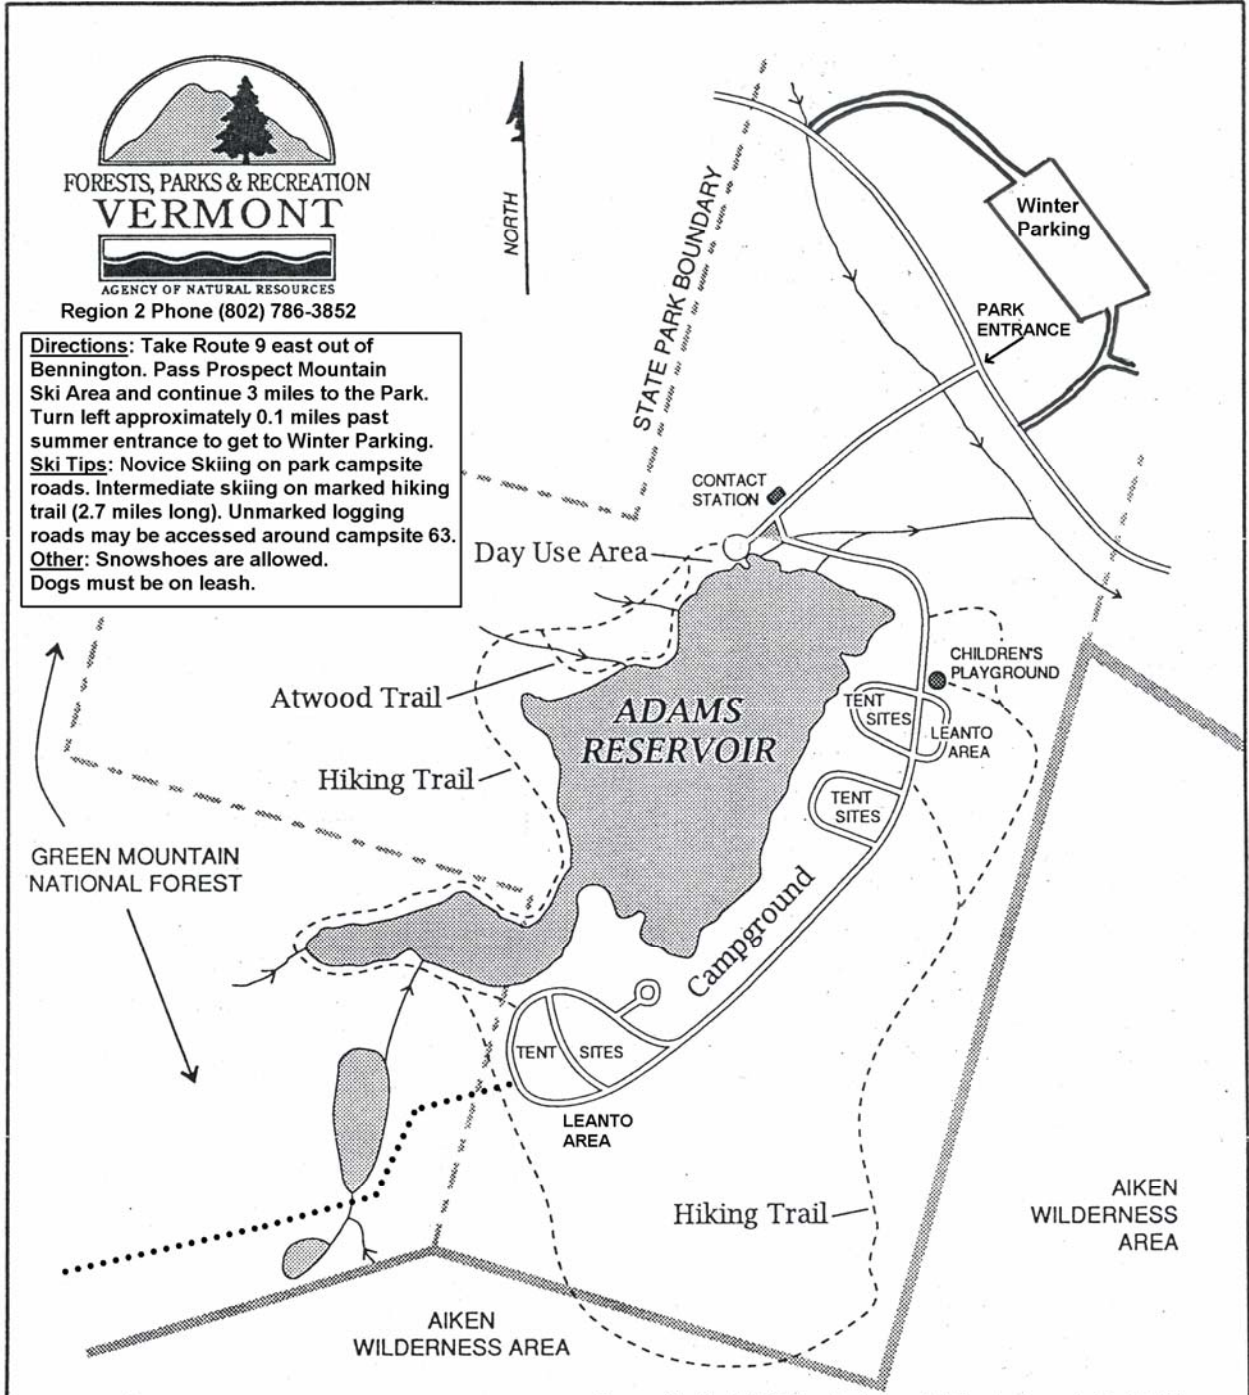 FORESTS, PARKS & RECREATION
VERMONT
AGENCY OF NATURAL RESOURCES
Region 2 Phone (802) 786-3852
Directions: Take Route 9 east out of
Bennington. Pass Prospect Mountain
Ski Area and continue 3 miles to the Park.
Turn left approximately 0.1 miles past
summer entrance to get to Winter Parking.
Ski Tips: Novice Skiing on park campsite
roads. Intermediate skiing on marked hiking
trail (2.7 miles long). Unmarked logging
roads may be accessed around campsite 63.
Other: Snowshoes are allowed.
Dogs must be on leash.
NORTH
STATE PARK BOUNDARY
Winter
Parking
PARK
ENTRANCE
CONTACT
STATION
Day Use Area
Atwood Trail
Hiking Trail
ADAMS
RESERVOIR
CHILDREN'S
PLAYGROUND
TENT
SITES
LEANTO
AREA
TENT
SITES
GREEN MOUNTAIN
NATIONAL FOREST
Campground
TENT SITES
LEANTO
AREA
Hiking Trail
AIKEN
WILDERNESS
AREA
AIKEN
WILDERNESS AREA